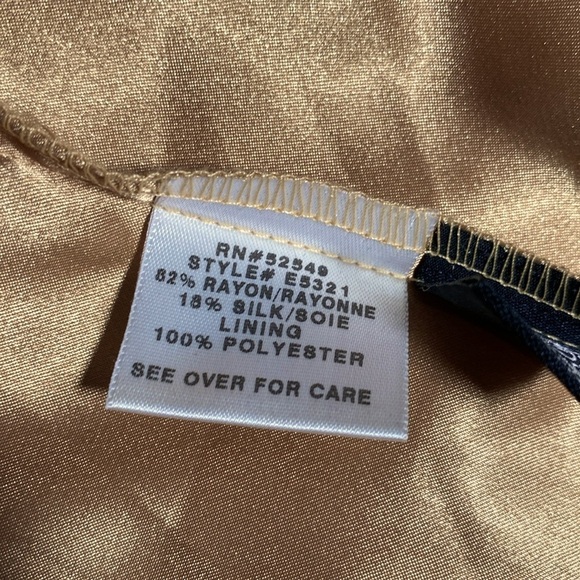 RN#52549
STYLE# E5321
82% RAYON/RAYONNE
18% SILK/SOIE
LINING
100% POLYESTER
SEE OVER FOR CARE